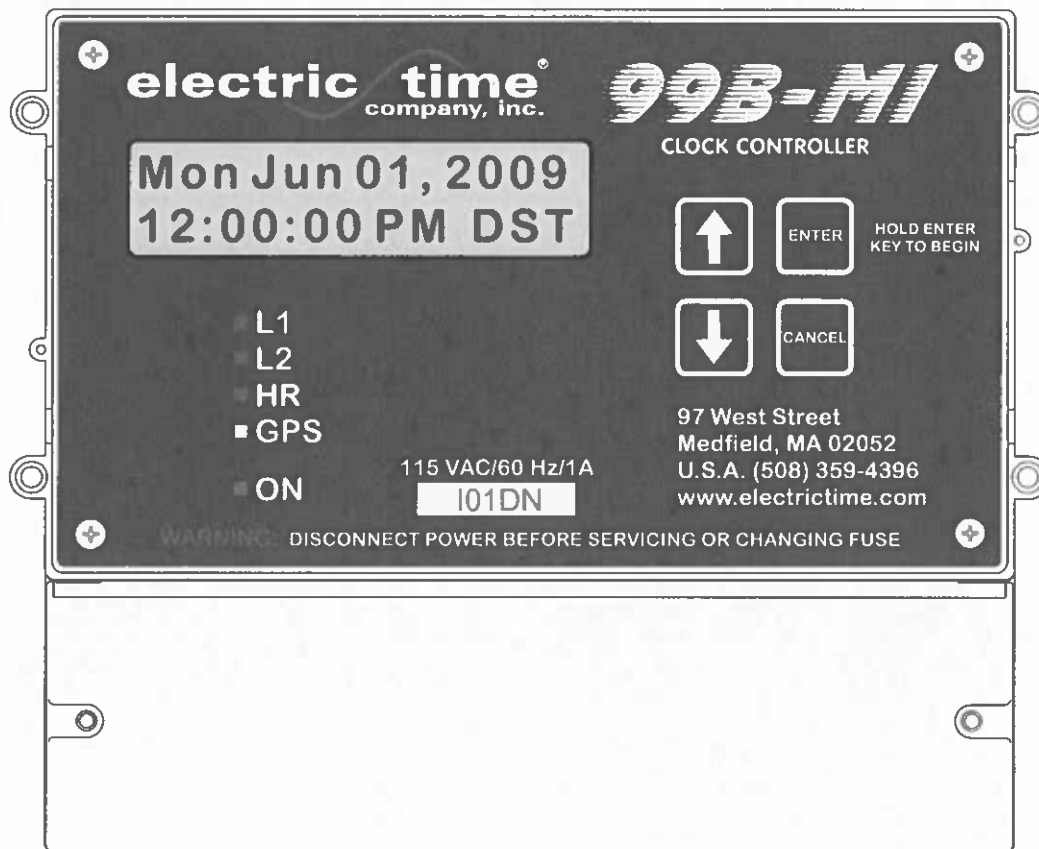 electric time®
company, inc.
99B-MI
CLOCK CONTROLLER
Mon Jun 01, 2009
12:00:00 PM DST
ENTER
HOLD ENTER
KEY TO BEGIN
CANCEL
L1
L2
HR
GPS
ON
115 VAC/60 Hz/1A
I01DN
97 West Street
Medfield, MA 02052
U.S.A. (508) 359-4396
www.electrictime.com
WARNING: DISCONNECT POWER BEFORE SERVICING OR CHANGING FUSE